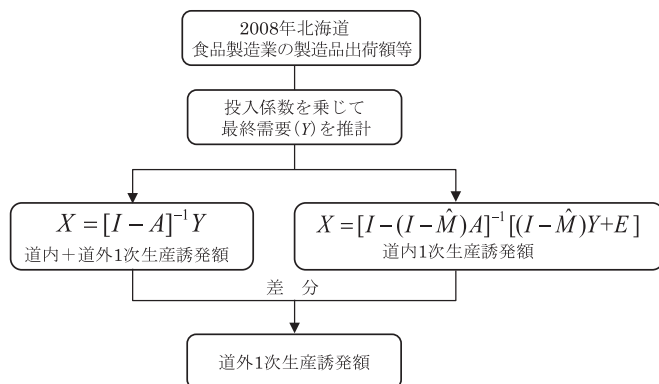 2008年北海道
食品製造業の製造品出荷額等
投入係数を乗じて
最終需要(Y)を推計
X=[I−A]⁻¹Y
道内+道外1次生産誘発額
X=[I−(I−M̂)A]⁻¹[(I−M̂)Y+E]
道内1次生産誘発額
差 分
道外1次生産誘発額